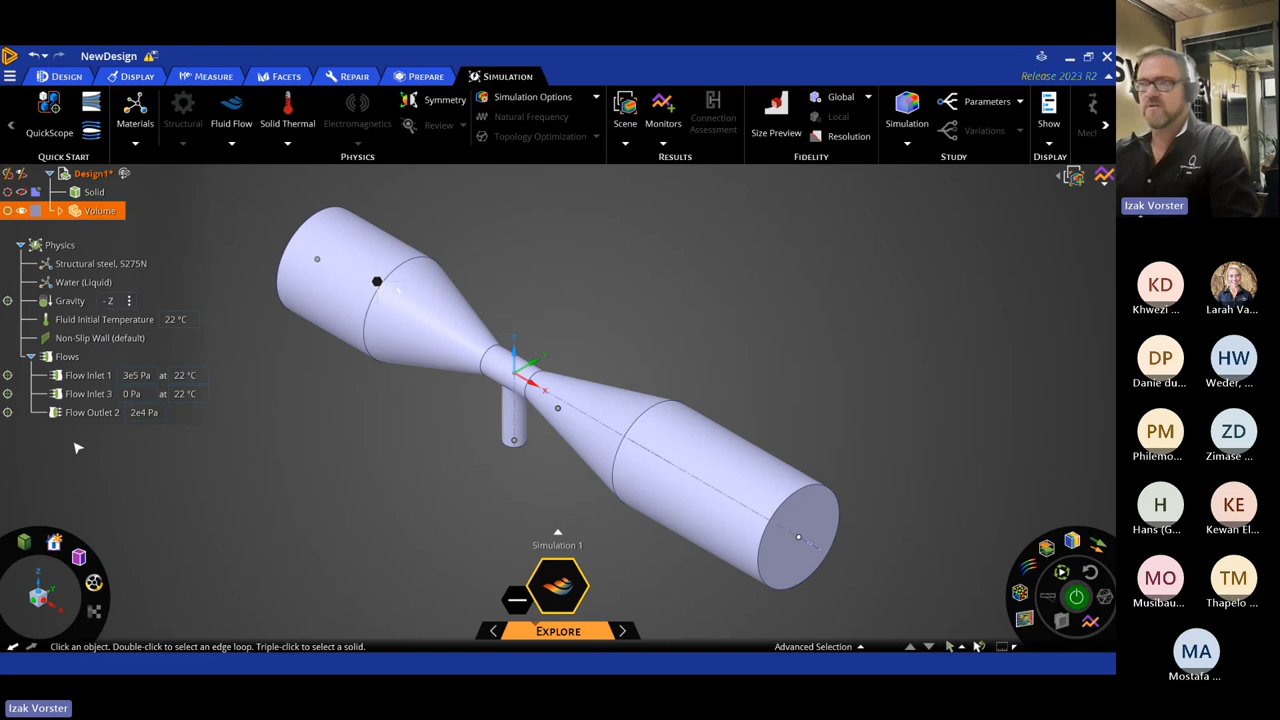 NewDesign
DESIGN DISPLAY MEASURE FACETS REPAIR PREPARE SIMULATION
Release 2023 R2
QuickScope
QUICK START
Materials
Structural
Fluid Flow
Solid Thermal
Electromagnetics
Symmetry
Review
Simulation Options
Natural Frequency
Topology Optimization
PHYSICS
Scene
Monitors
Connection
Assessment
RESULTS
Size Preview
Global
Local
Resolution
FIDELITY
Simulation
Parameters
Variations
STUDY
Show
DISPLAY
Mech
Design1*
Solid
Volume
Physics
Structural steel, S275N
Water (Liquid)
Gravity - Z
Fluid Initial Temperature 22 °C
Non-Slip Wall (default)
Flows
Flow Inlet 1 3e5 Pa at 22 °C
Flow Inlet 3 0 Pa at 22 °C
Flow Outlet 2 2e4 Pa
Z
X
Simulation 1
EXPLORE
Z
Y
X
Click an object. Double-click to select an edge loop. Triple-click to select a solid.
Advanced Selection
Izak Vorster
Izak Vorster
KD
Khwezi ...
Larah Va...
DP
Danie du...
HW
Weder, ...
PM
Philemo...
ZD
Zimase ...
H
Hans (G...
KE
Kewan El...
MO
Musibau...
TM
Thapelo ...
MA
Mostafa ...